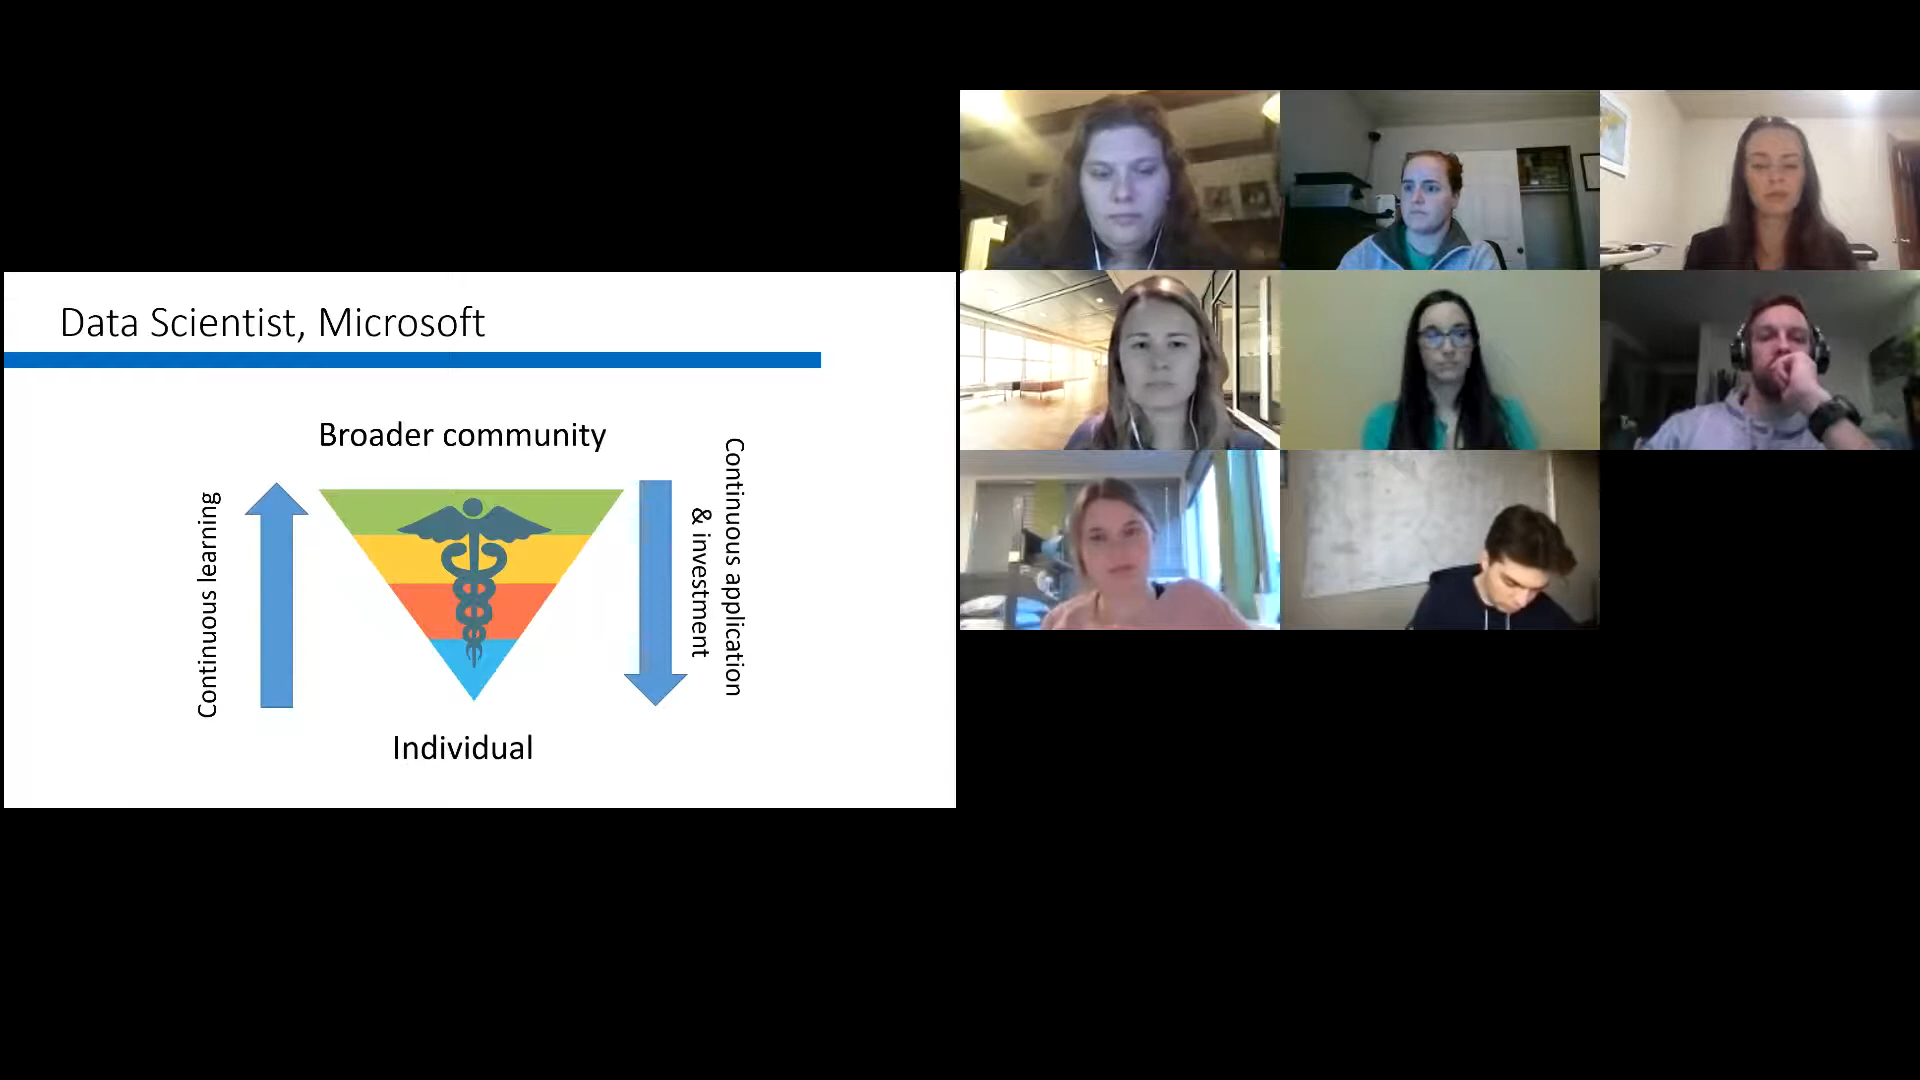 Data Scientist, Microsoft
Broader community
Continuous learning
Continuous application
& investment
Individual